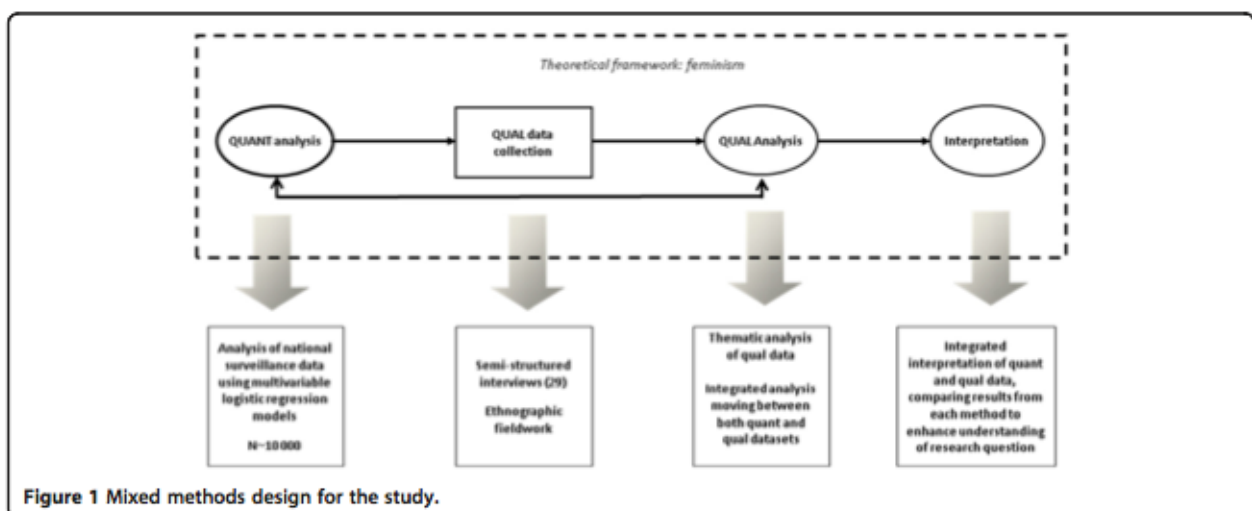 Theoretical framework: feminism
QUANT analysis
QUAL data
collection
QUAL Analysis
Interpretation
Analysis of national
surveillance data
using multivariable
logistic regression
models
N~10 000
Semi-structured
interviews (29)
Ethnographic
fieldwork
Thematic analysis
of qual data
Integrated analysis
moving between
both quant and
qual datasets
Integrated
interpretation of quant
and qual data,
comparing results from
each method to
enhance understanding
of research question
Figure 1 Mixed methods design for the study.